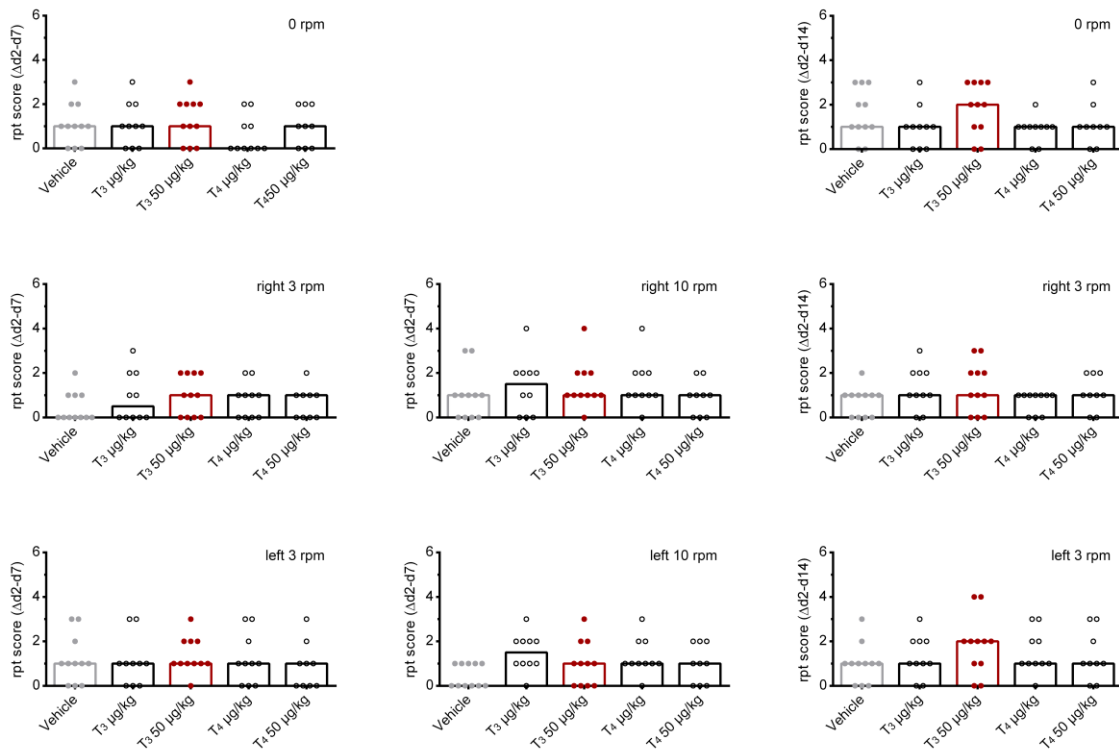 0 rpm
rpt score (Δd2-d7)
6
4
2
0
Vehicle
T3 µg/kg
T3 50 µg/kg
T4 µg/kg
T450 µg/kg
0 rpm
rpt score (Δd2-d14)
6
4
2
0
Vehicle
T3 µg/kg
T3 50 µg/kg
T4 µg/kg
T4 50 µg/kg
right 3 rpm
rpt score (Δd2-d7)
6
4
2
0
Vehicle
T3 µg/kg
T3 50 µg/kg
T4 µg/kg
T4 50 µg/kg
right 10 rpm
rpt score (Δd2-d7)
6
4
2
0
Vehicle
T3 µg/kg
T3 50 µg/kg
T4 µg/kg
T4 50 µg/kg
right 3 rpm
rpt score (Δd2-d14)
6
4
2
0
Vehicle
T3 µg/kg
T3 50 µg/kg
T4 µg/kg
T4 50 µg/kg
left 3 rpm
rpt score (Δd2-d7)
6
4
2
0
Vehicle
T3 µg/kg
T3 50 µg/kg
T4 µg/kg
T4 50 µg/kg
left 10 rpm
rpt score (Δd2-d7)
6
4
2
0
Vehicle
T3 µg/kg
T3 50 µg/kg
T4 µg/kg
T4 50 µg/kg
left 3 rpm
rpt score (Δd2-d14)
6
4
2
0
Vehicle
T3 µg/kg
T3 50 µg/kg
T4 µg/kg
T4 50 µg/kg